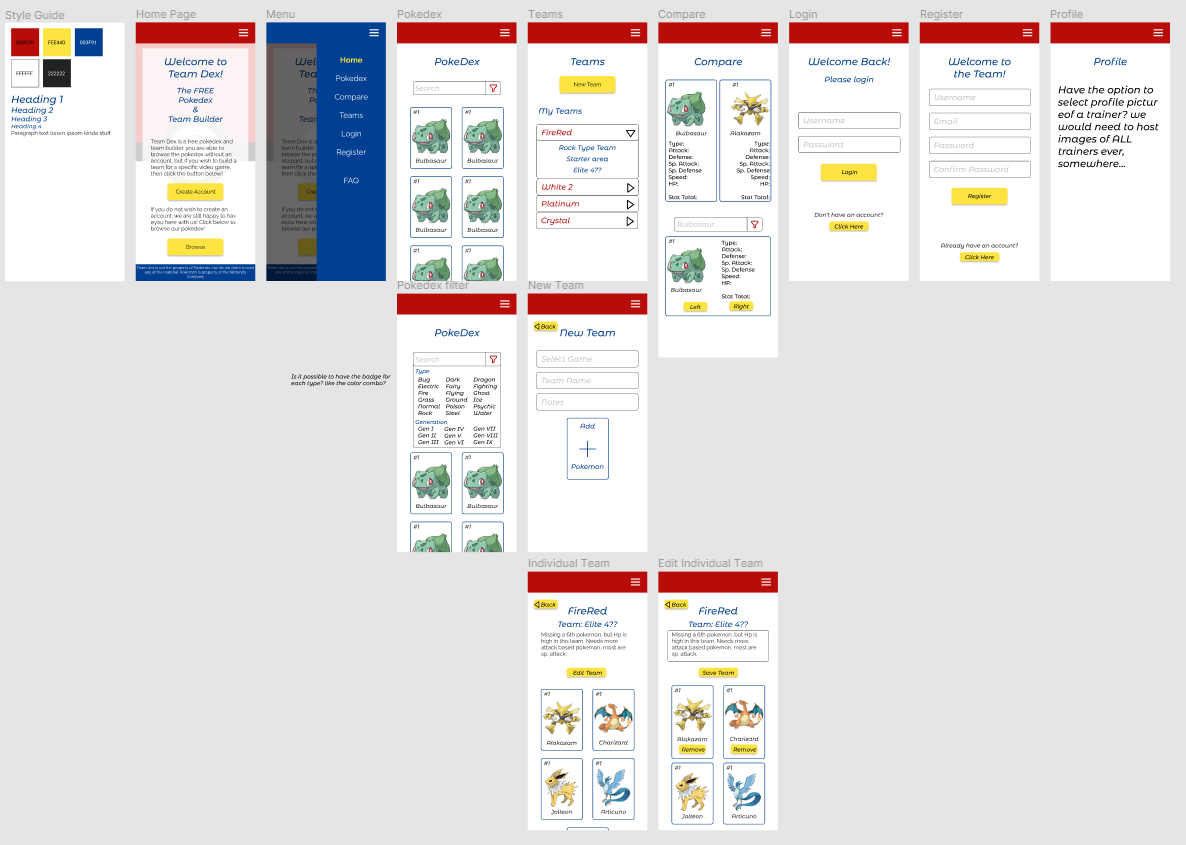 Style Guide
FEE440
003F91
FFFFFF
222222
Heading 1
Heading 2
Heading 3
Heading 4
Paragraph text lorem ipsum kinda stuff
Home Page
Welcome to
Team Dex!
The FREE
Pokedex
&
Team Builder
Team Dex is a free pokedex and
team builder you are able to
browse the pokedex without an
account, but if you wish to build a
team for a specific video game,
then click the button below!
Create Account
If you do not wish to create an
account, we are still happy to hav
eyou here with us! Click below to
browse our pokedex!
Browse
Menu
Home
Pokedex
Compare
Teams
Login
Register
FAQ
Pokedex
PokeDex
Search
#1
Bulbasaur
#1
Bulbasaur
#1
Bulbasaur
#1
Bulbasaur
#1
#1
Teams
Teams
New Team
My Teams
FireRed
Rock Type Team
Starter area
Elite 4??
White 2
Platinum
Crystal
Compare
Compare
#1
Bulbasaur
Type:
Attack:
Defense:
Sp. Attack:
Sp. Defense
Speed:
HP:
Stat Total:
#1
Alakazam
Type:
Attack:
Defense:
Sp. Attack:
Sp. Defense
Speed:
HP:
Stat Total:
Bulbasaur
#1
Bulbasaur
Type:
Attack:
Defense:
Sp. Attack:
Sp. Defense
Speed:
HP:
Stat Total:
Left
Right
Login
Welcome Back!
Please login
Username
Password
Login
Don't have an account?
Click Here
Register
Welcome to
the Team!
Username
Email
Password
Confirm Password
Register
Already have an account?
Click Here
Profile
Profile
Have the option to
select profile pictur
eof a trainer? we
would need to host
images of ALL
trainers ever,
somewhere...
Is it possible to have the badge for
each type? like the color combo?
Pokedex filter
PokeDex
Search
Type
Bug Dark Dragon
Electric Fairy Fighting
Fire Flying Ghost
Grass Ground Ice
Normal Poison Psychic
Rock Steel Water
Generation
Gen I Gen IV Gen VII
Gen II Gen V Gen VIII
Gen III Gen VI Gen IX
#1
Bulbasaur
#1
Bulbasaur
#1
#1
New Team
Back
New Team
Select Game
Team Name
Notes
Add
Pokemon
Individual Team
Back
FireRed
Team: Elite 4??
Missing a 6th pokemon, but Hp is
high in this team. Needs more
attack based pokemon. most are
sp. attack.
Edit Team
#1
Alakazam
#1
Charizard
#1
Jolteon
#1
Articuno
Edit Individual Team
Back
FireRed
Team: Elite 4??
Missing a 6th pokemon, but Hp is
high in this team. Needs more
attack based pokemon. most are
sp. attack.
Save Team
#1
Alakazam
Remove
#1
Charizard
Remove
#1
Jolteon
#1
Articuno